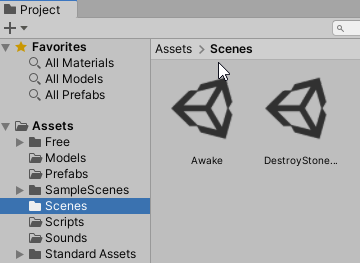 Project
Favorites
All Materials
All Models
All Prefabs
Assets
Free
Models
Prefabs
SampleScenes
Scenes
Scripts
Sounds
Standard Assets
Assets > Scenes
Awake
DestroyStone...